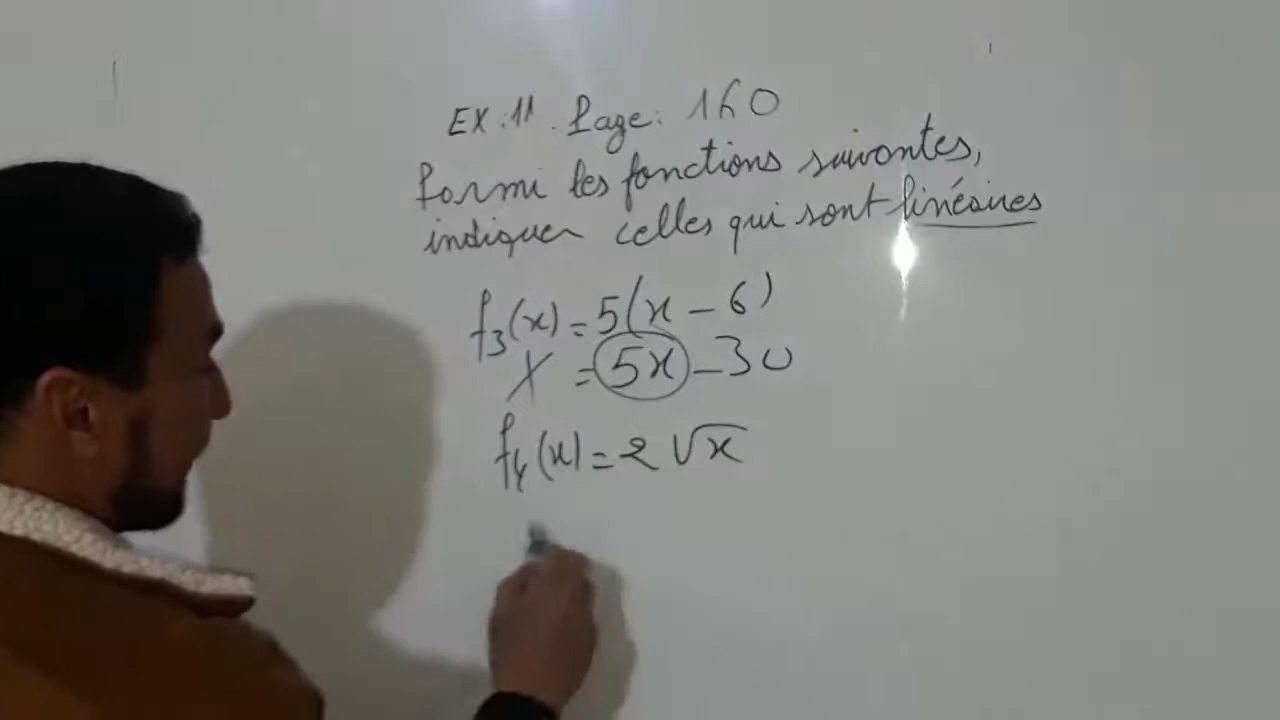 EX:11. Page: 160
Parmi les fonctions suivantes,
indiquer celles qui sont linéaires
f₃(x)=5(x-6)
X =5x-30
f₄(x)=2√x